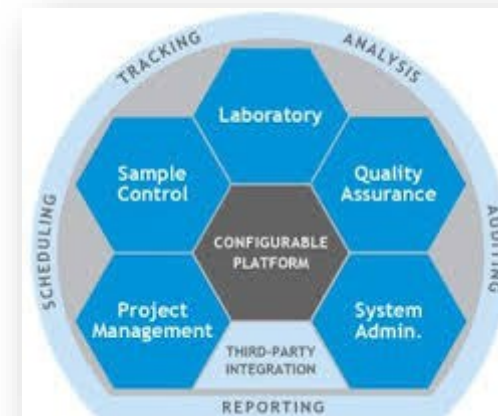 TRACKING
ANALYSIS
Laboratory
Sample
Control
Quality
Assurance
SCHEDULING
AUDITING
CONFIGURABLE
PLATFORM
Project
Management
System
Admin.
THIRD-PARTY
INTEGRATION
REPORTING